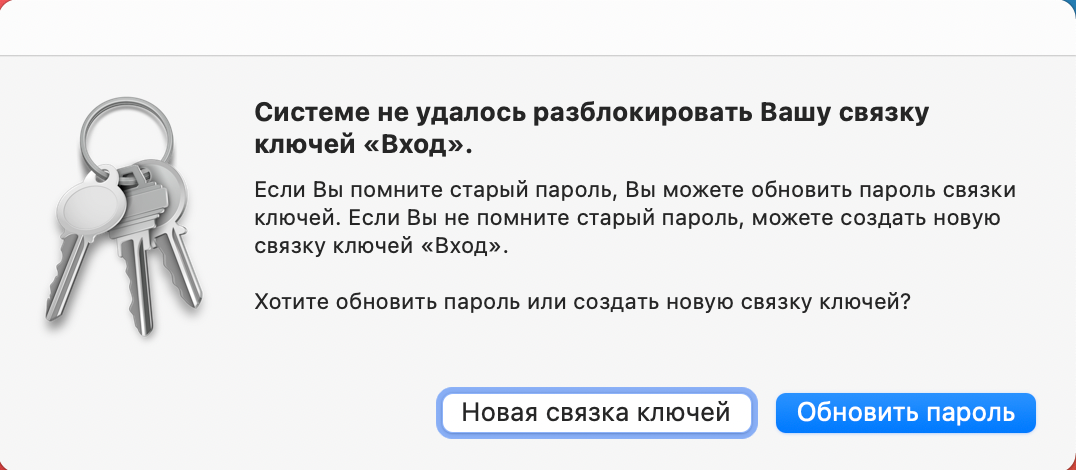 Системе не удалось разблокировать Вашу связку
ключей «Вход».
Если Вы помните старый пароль, Вы можете обновить пароль связки
ключей. Если Вы не помните старый пароль, можете создать новую
связку ключей «Вход».
Хотите обновить пароль или создать новую связку ключей?
Новая связка ключей
Обновить пароль